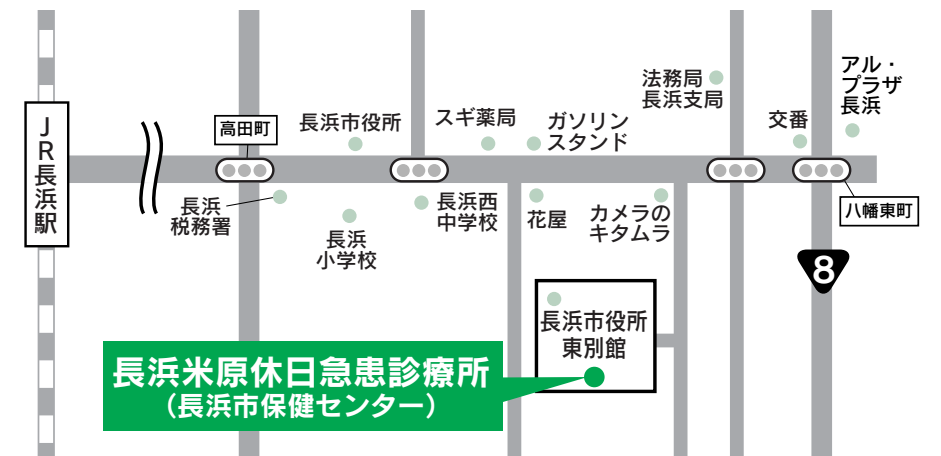 JR長浜駅
高田町
長浜市役所
スギ薬局
ガソリン
スタンド
法務局
長浜支局
交番
アル・
プラザ
長浜
長浜
税務署
長浜
小学校
長浜西
中学校
花屋
カメラの
キタムラ
八幡東町
8
長浜市役所
東別館
長浜米原休日急患診療所
（長浜市保健センター）